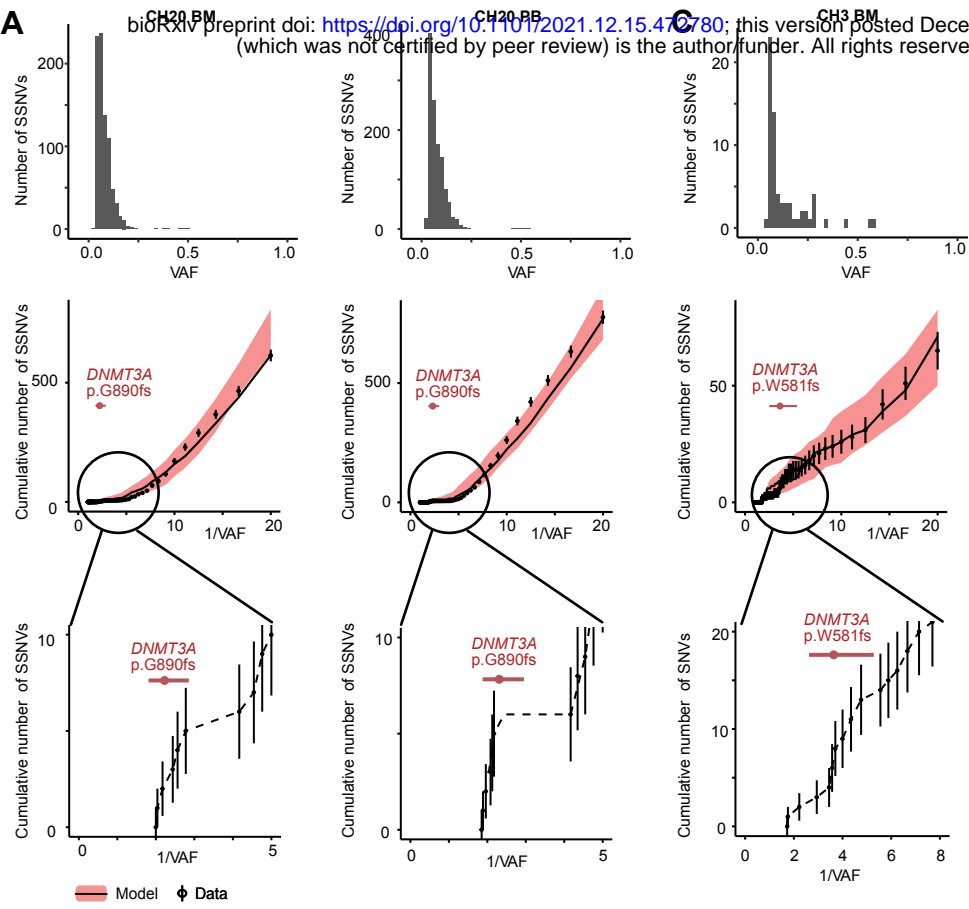 A
CH20 BM
CH20 PB
C
CH3 BM
bioRxiv preprint doi: https://doi.org/10.1101/2021.12.15.472780; this version posted Dece
(which was not certified by peer review) is the author/funder. All rights reserve
Number of SSNVs
200
100
0
0.0
0.5
1.0
VAF
Number of SSNVs
400
200
0
0.0
0.5
1.0
VAF
Number of SSNVs
20
10
0
0.0
0.5
1.0
VAF
Cumulative number of SSNVs
500
0
DNMT3A
p.G890fs
0
10
20
1/VAF
Cumulative number of SSNVs
500
0
DNMT3A
p.G890fs
0
10
20
1/VAF
Cumulative number of SSNVs
50
0
DNMT3A
p.W581fs
0
10
20
1/VAF
Cumulative number of SSNVs
10
0
DNMT3A
p.G890fs
0
5
1/VAF
Cumulative number of SSNVs
10
0
DNMT3A
p.G890fs
0
5
1/VAF
Cumulative number of SNVs
20
10
0
DNMT3A
p.W581fs
0
2
4
6
8
1/VAF
Model
Data